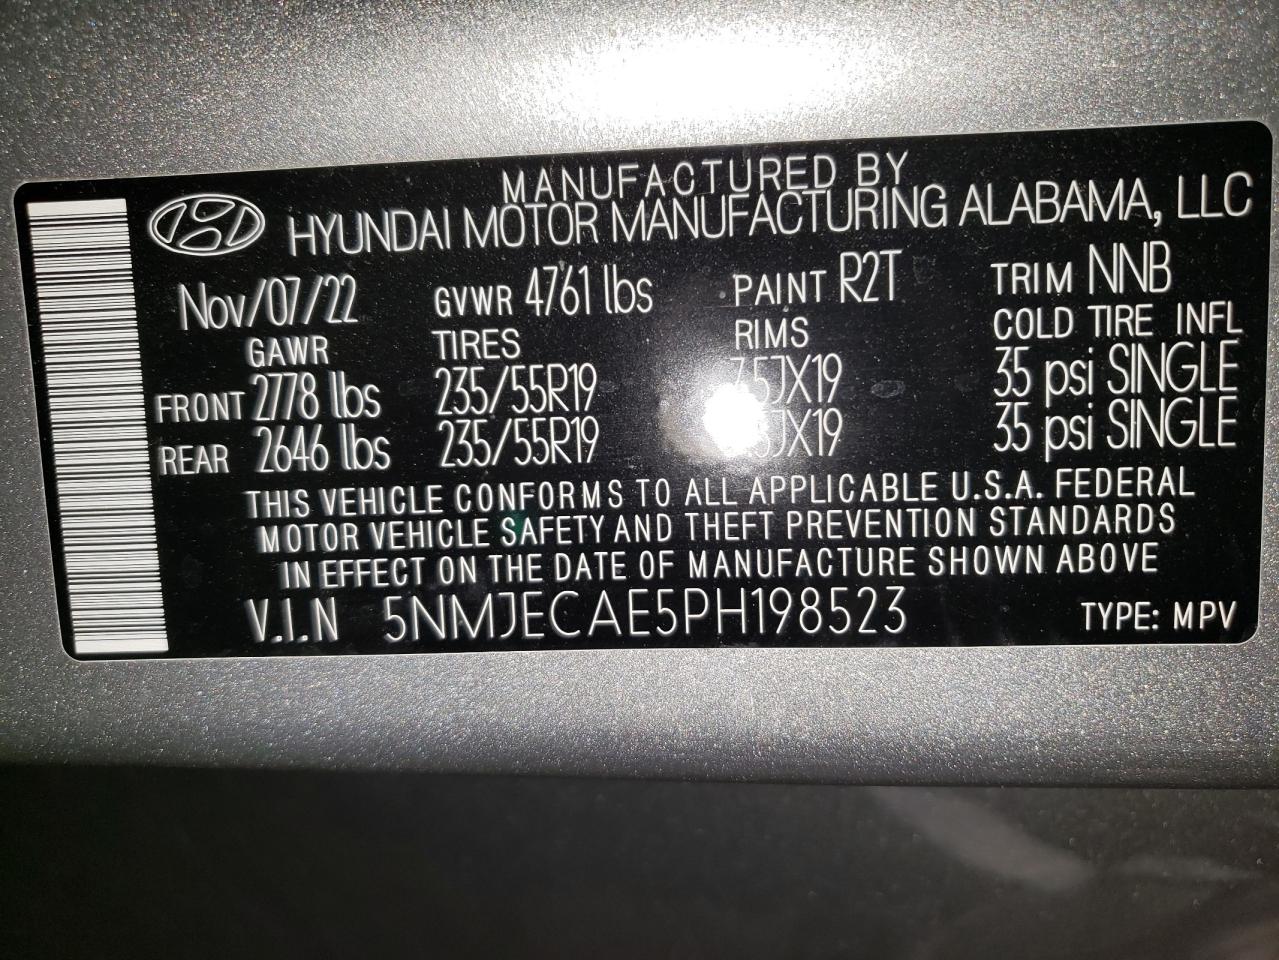 MANUFACTURED BY
HYUNDAI MOTOR MANUFACTURING ALABAMA, LLC
Nov/07/22 GVWR 4761 lbs PAINT R2T TRIM NNB
GAWR TIRES RIMS COLD TIRE INFL
FRONT 2778 lbs 235/55R19 7.5JX19 35 psi SINGLE
REAR 2646 lbs 235/55R19 35 psi SINGLE
THIS VEHICLE CONFORMS TO ALL APPLICABLE U.S.A. FEDERAL
MOTOR VEHICLE SAFETY AND THEFT PREVENTION STANDARDS
IN EFFECT ON THE DATE OF MANUFACTURE SHOWN ABOVE
V.I.N 5NMJECAE5PH198523 TYPE: MPV